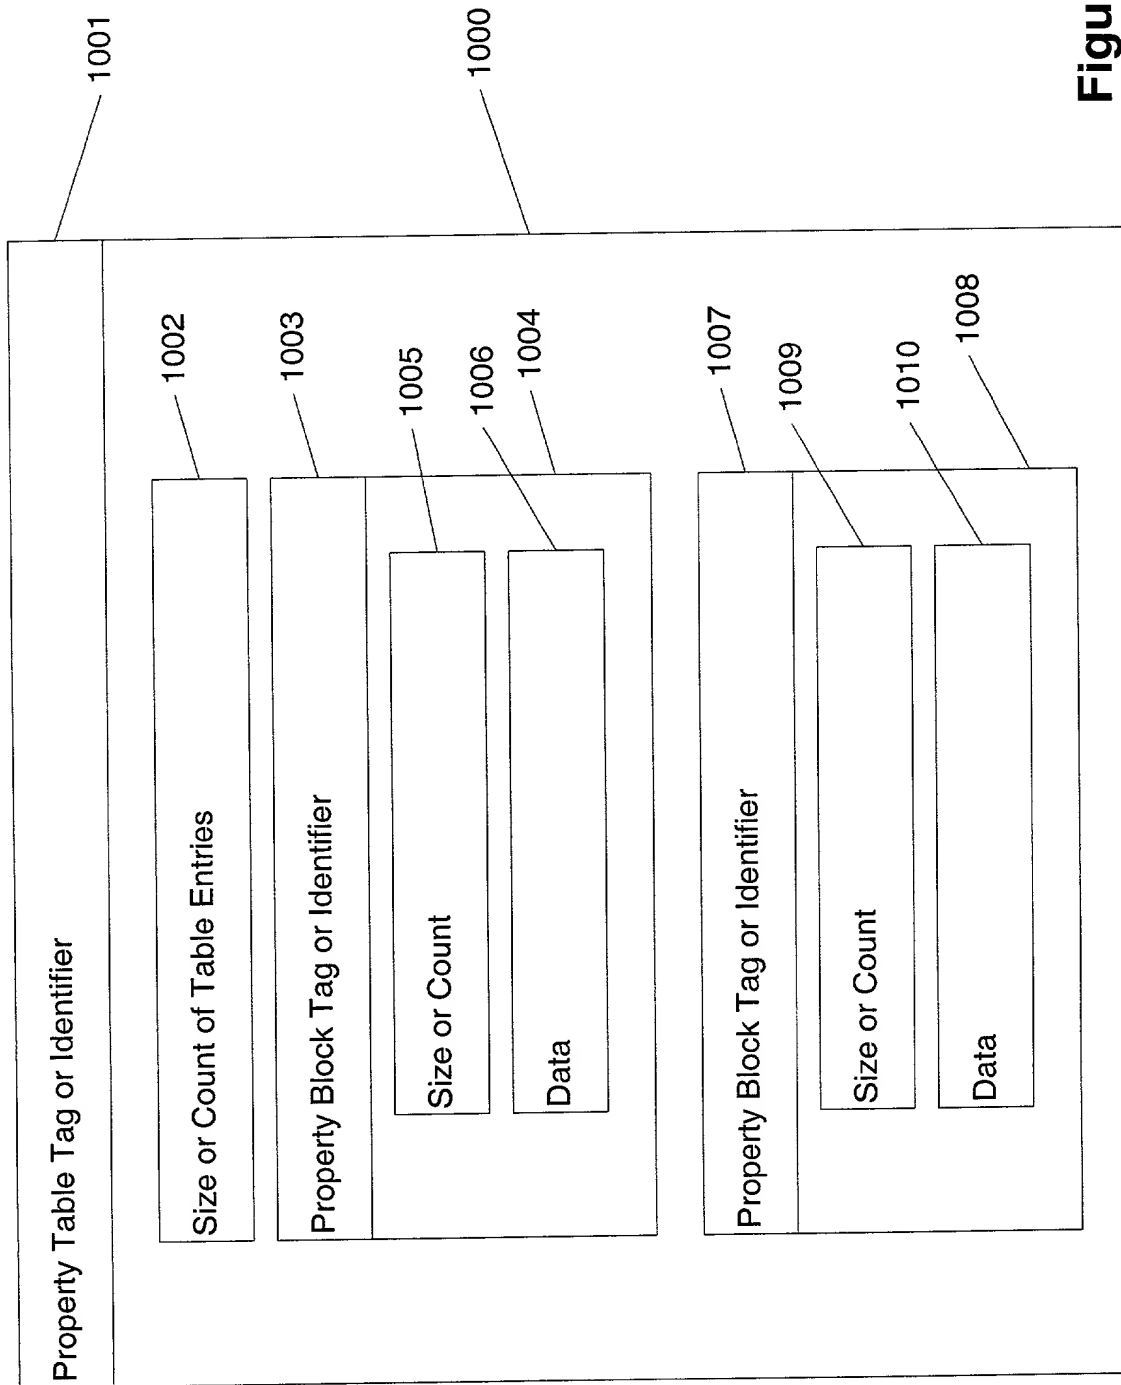 Property Table Tag or Identifier
1001
1000
Size or Count of Table Entries
1002
Property Block Tag or Identifier
1003
Size or Count
1005
Data
1006
1004
Property Block Tag or Identifier
1007
Size or Count
1009
Data
1010
1008
Figu